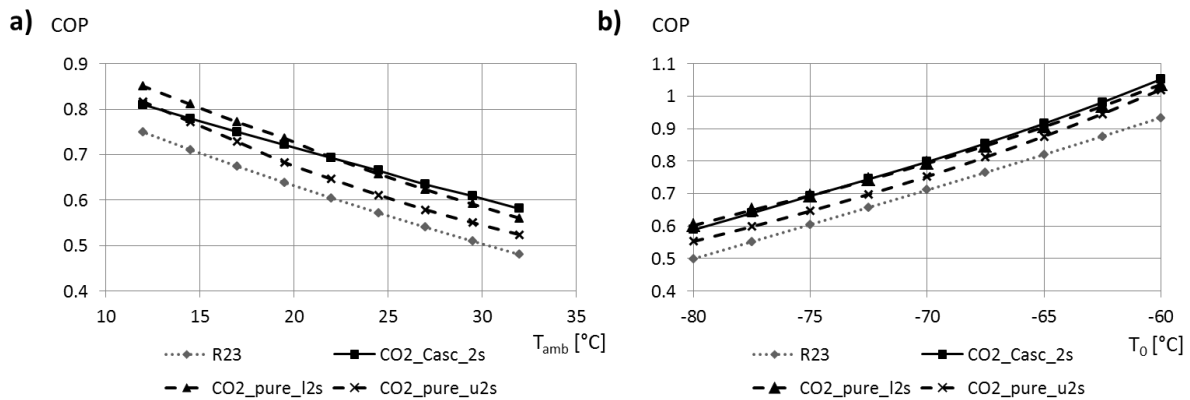 a) COP
0.9
0.8
0.7
0.6
0.5
0.4
10 15 20 25 30 35
T_amb [°C]
R23
CO2_Casc_2s
CO2_pure_l2s
CO2_pure_u2s
b) COP
1.1
1
0.9
0.8
0.7
0.6
0.5
0.4
-80 -75 -70 -65 -60
T_0 [°C]
R23
CO2_Casc_2s
CO2_pure_l2s
CO2_pure_u2s